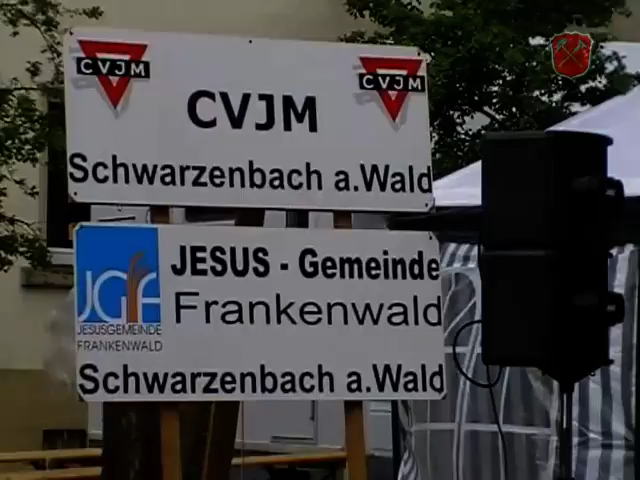 CVJM CVJM
CVJM
Schwarzenbach a.Wald
JESUS - Gemeinde
Frankenwald
JGF
JESUSGEMEINDE
FRANKENWALD
Schwarzenbach a.Wald